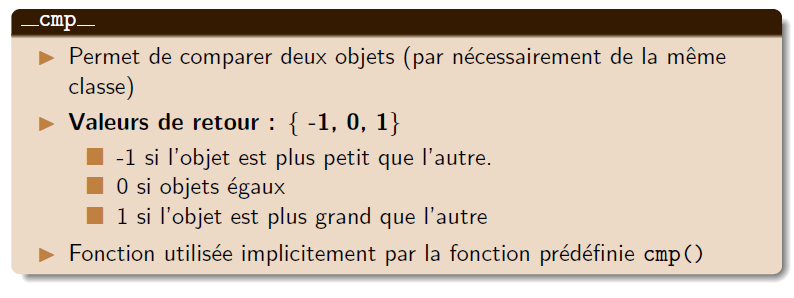 __cmp__
Permet de comparer deux objets (par nécessairement de la même
classe)
Valeurs de retour : { -1, 0, 1}
-1 si l'objet est plus petit que l'autre.
0 si objets égaux
1 si l'objet est plus grand que l'autre
Fonction utilisée implicitement par la fonction prédéfinie cmp()